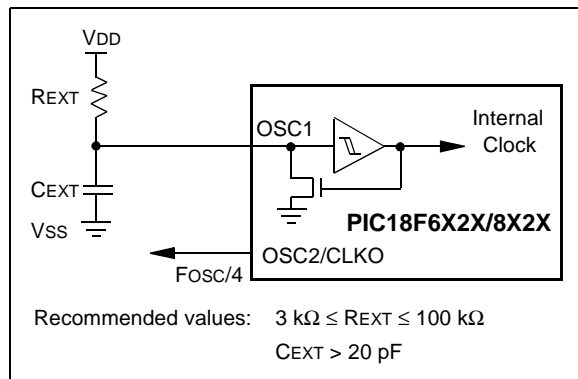 VDD
REXT
OSC1
Internal
Clock
CEXT
VSS
PIC18F6X2X/8X2X
OSC2/CLKO
FOSC/4
Recommended values: 3 kΩ ≤ REXT ≤ 100 kΩ
CEXT > 20 pF